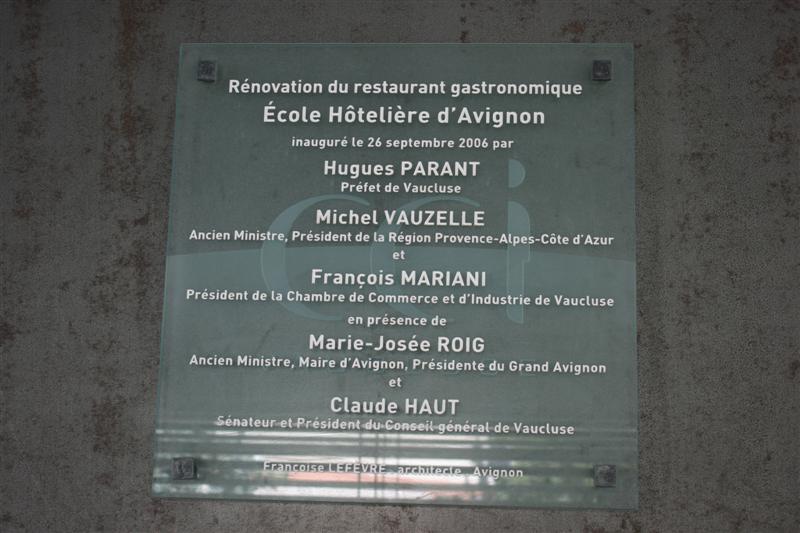 Rénovation du restaurant gastronomique
École Hôtelière d'Avignon
inauguré le 26 septembre 2006 par
Hugues PARANT
Préfet de Vaucluse
Michel VAUZELLE
Ancien Ministre, Président de la Région Provence-Alpes-Côte d'Azur
et
François MARIANI
Président de la Chambre de Commerce et d'Industrie de Vaucluse
en présence de
Marie-Josée ROIG
Ancien Ministre, Maire d'Avignon, Présidente du Grand Avignon
et
Claude HAUT
Sénateur et Président du Conseil général de Vaucluse
Françoise LEFÈVRE, architecte, Avignon
cci